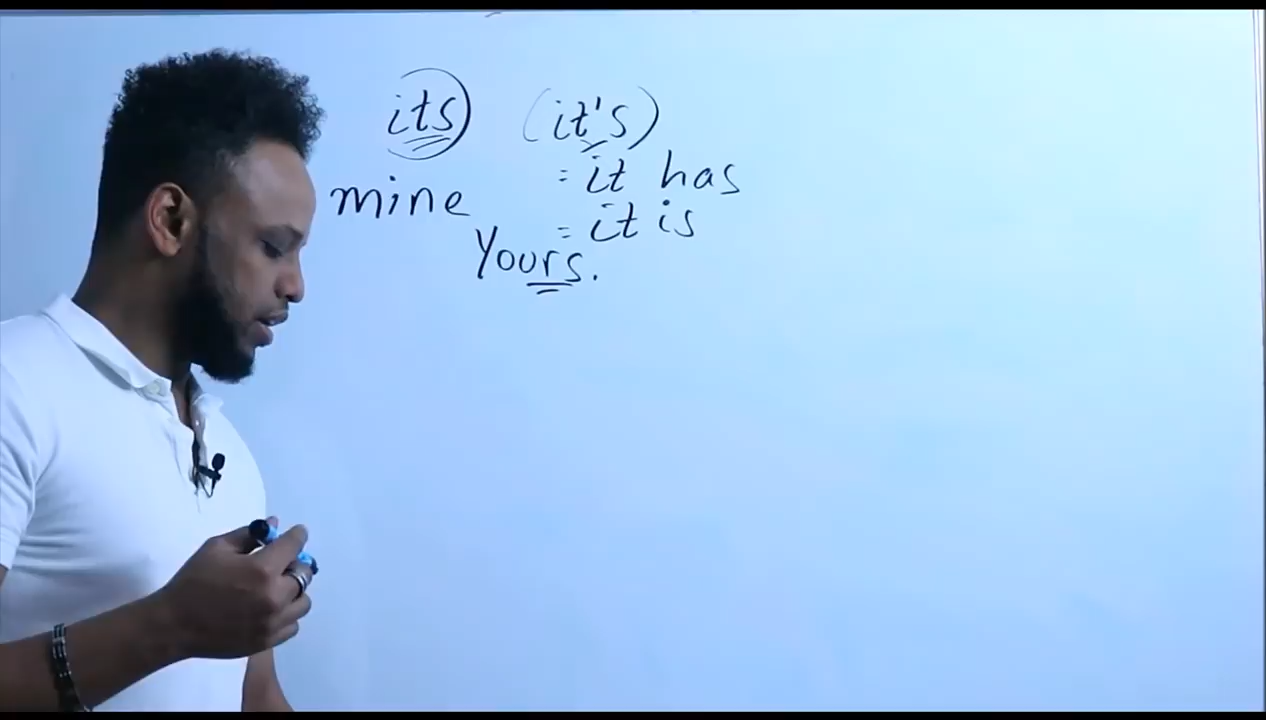 its (it's)
= it has
mine
= it is
Yours.